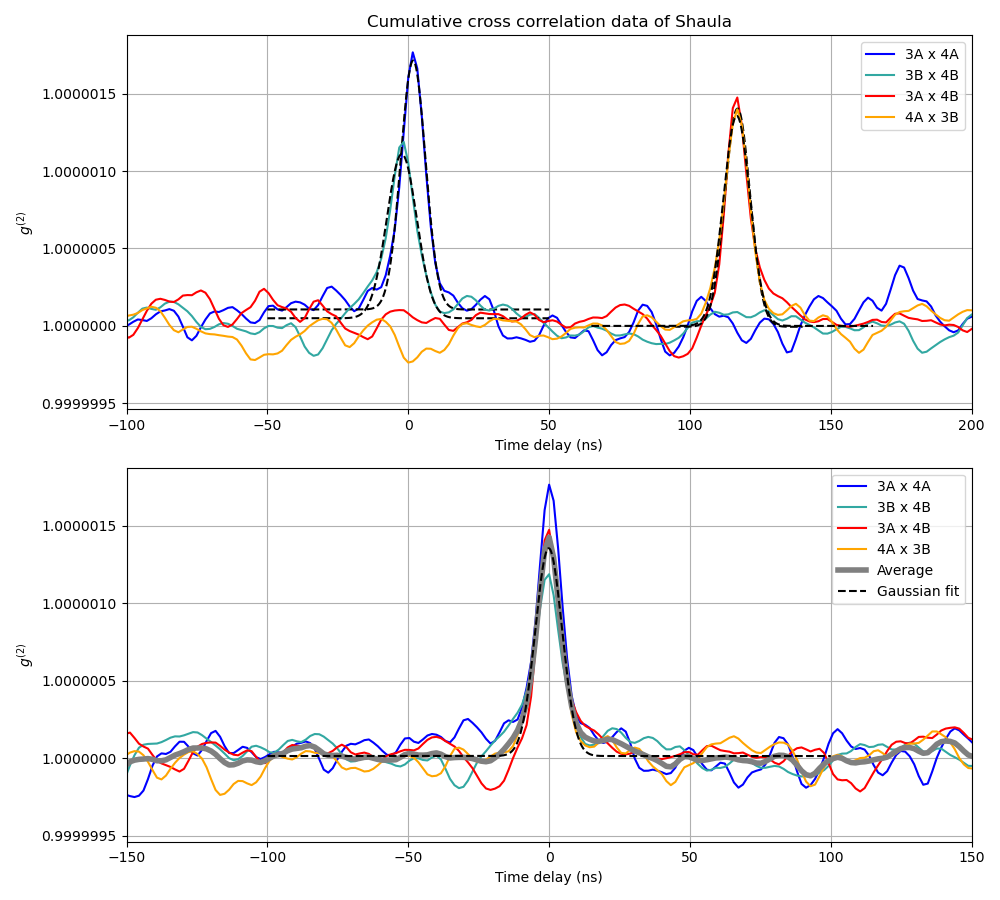 Cumulative cross correlation data of Shaula
g⁽²⁾
1.0000015
1.0000010
1.0000005
1.0000000
0.9999995
3A x 4A
3B x 4B
3A x 4B
4A x 3B
−100 −50 0 50 100 150 200
Time delay (ns)
g⁽²⁾
1.0000015
1.0000010
1.0000005
1.0000000
0.9999995
3A x 4A
3B x 4B
3A x 4B
4A x 3B
Average
Gaussian fit
−150 −100 −50 0 50 100 150
Time delay (ns)